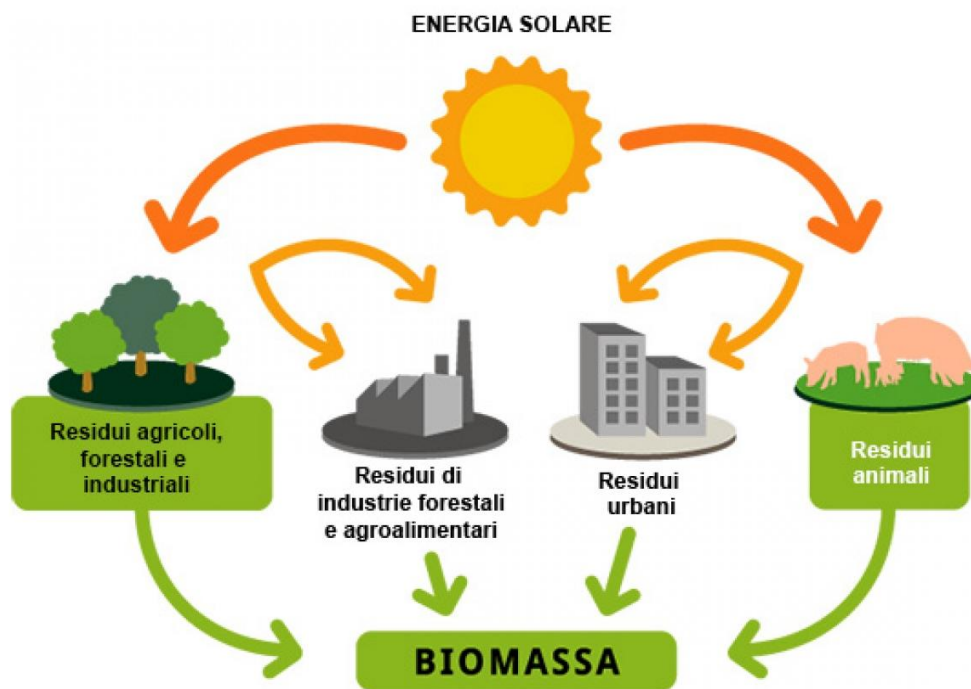 ENERGIA SOLARE
Residui agricoli,
forestali e
industriali
Residui di
industrie forestali
e agroalimentari
Residui
urbani
Residui
animali
BIOMASSA